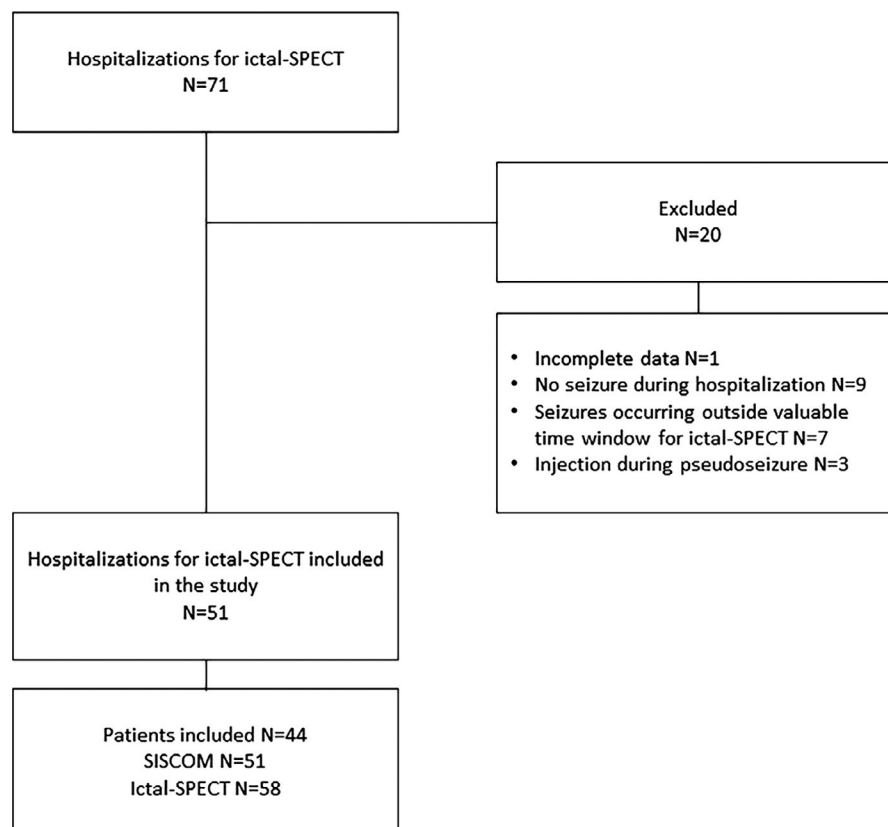 Hospitalizations for ictal-SPECT
N=71
Excluded
N=20
• Incomplete data N=1
• No seizure during hospitalization N=9
• Seizures occurring outside valuable
time window for ictal-SPECT N=7
• Injection during pseudoseizure N=3
Hospitalizations for ictal-SPECT included
in the study
N=51
Patients included N=44
SISCOM N=51
Ictal-SPECT N=58